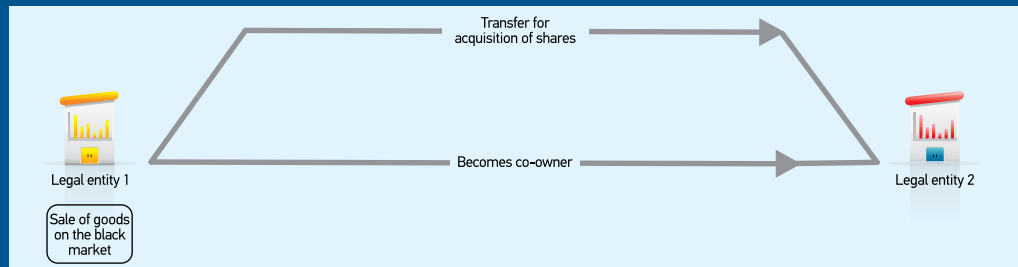 Transfer for
acquisition of shares
Becomes co-owner
Legal entity 1
Legal entity 2
Sale of goods
on the black
market